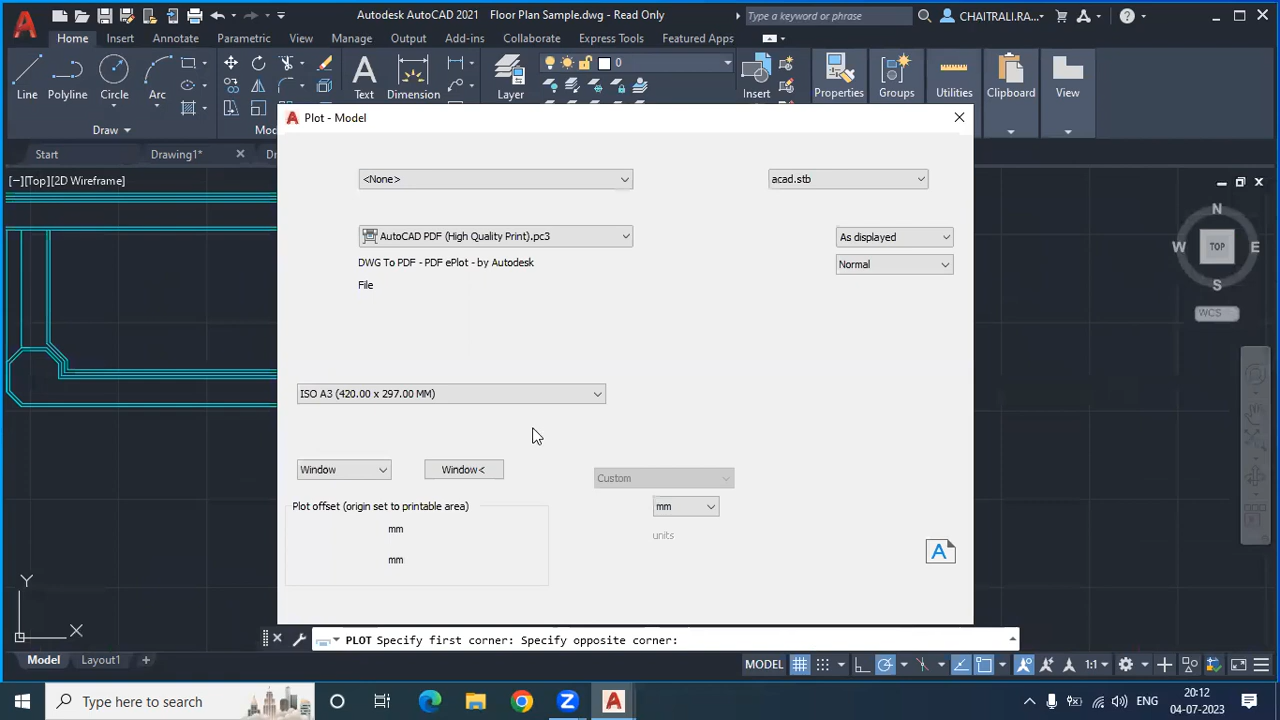 Autodesk AutoCAD 2021 Floor Plan Sample.dwg - Read Only
Type a keyword or phrase
CHAITRALI.RA...
Home Insert Annotate Parametric View Manage Output Add-ins Collaborate Express Tools Featured Apps
0
Line Polyline Circle Arc Text Dimension Layer Insert Properties Groups Utilities Clipboard View
Draw
Plot - Model
Start Drawing1*
[−][Top][2D Wireframe]
<None>
acad.stb
AutoCAD PDF (High Quality Print).pc3
As displayed
DWG To PDF - PDF ePlot - by Autodesk
Normal
File
N
W TOP E
S
WCS
ISO A3 (420.00 x 297.00 MM)
Window
Window<
Custom
Plot offset (origin set to printable area)
mm
mm
units
mm
Y
X
PLOT Specify first corner: Specify opposite corner:
Model Layout1 +
MODEL
1:1
Type here to search
ENG
20:12
04-07-2023